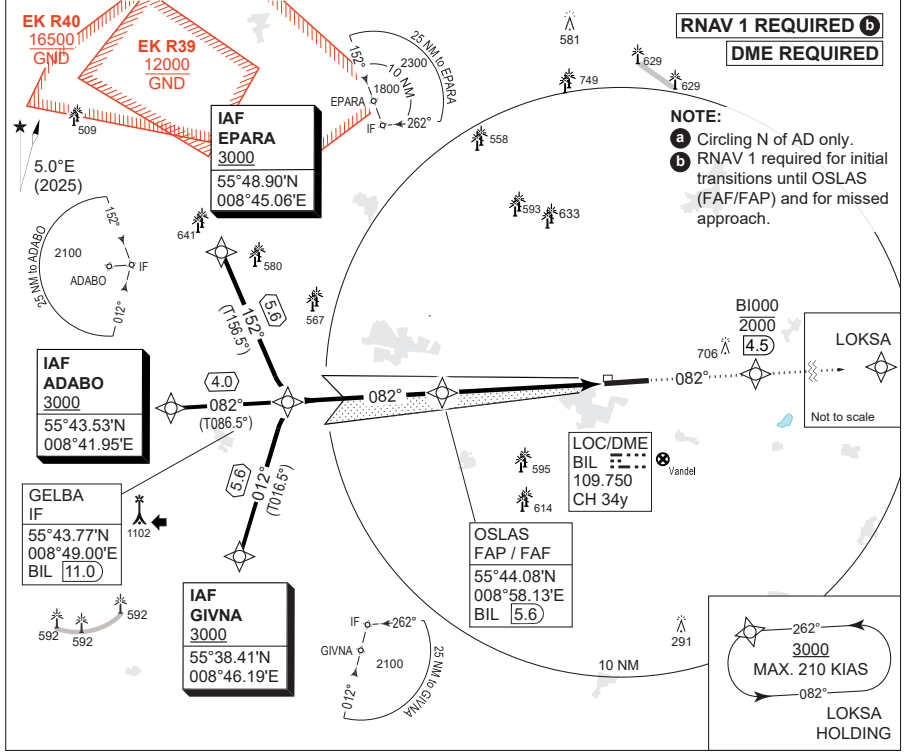 EK R40
16500
GND
EK R39
12000
GND
RNAV 1 REQUIRED b
DME REQUIRED
NOTE:
a Circling N of AD only.
b RNAV 1 required for initial
transitions until OSLAS
(FAF/FAP) and for missed
approach.
5.0°E
(2025)
509
25 NM to EPARA
152°
10 NM
2300
1800
EPARA
IF
262°
581
749
629
629
558
593
633
641
580
567
IAF
EPARA
3000
55°48.90'N
008°45.06'E
25 NM to ADABO
152°
2100
ADABO
IF
012°
5.6
152°
(T156.5°)
IAF
ADABO
3000
55°43.53'N
008°41.95'E
4.0
082°
(T086.5°)
082°
082°
706
BI000
2000
4.5
LOKSA
Not to scale
5.6
012°
(T016.5°)
GELBA
IF
55°43.77'N
008°49.00'E
BIL 11.0
1102
592
592
592
IAF
GIVNA
3000
55°38.41'N
008°46.19'E
LOC/DME
BIL
109.750
CH 34y
Vandel
595
614
OSLAS
FAP / FAF
55°44.08'N
008°58.13'E
BIL 5.6
IF
262°
GIVNA
2100
012°
25 NM to GIVNA
291
10 NM
262°
3000
MAX. 210 KIAS
082°
LOKSA
HOLDING